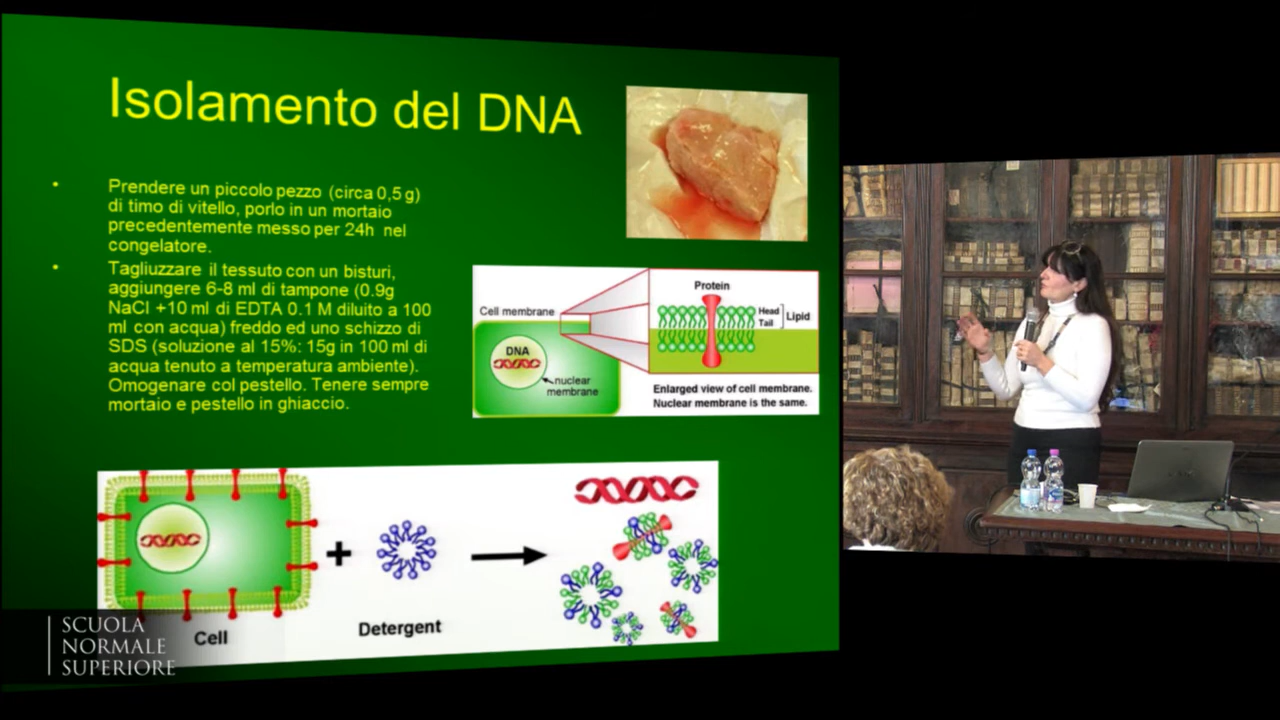 Isolamento del DNA
• Prendere un piccolo pezzo (circa 0,5 g)
di timo di vitello, porlo in un mortaio
precedentemente messo per 24h nel
congelatore.
• Tagliuzzare il tessuto con un bisturi,
aggiungere 6-8 ml di tampone (0.9g
NaCl +10 ml di EDTA 0.1 M diluito a 100
ml con acqua) freddo ed uno schizzo di
SDS (soluzione al 15%: 15g in 100 ml di
acqua tenuto a temperatura ambiente).
Omogenare col pestello. Tenere sempre
mortaio e pestello in ghiaccio.
Cell membrane
DNA
nuclear
membrane
Protein
Head
Tail
Lipid
Enlarged view of cell membrane.
Nuclear membrane is the same.
+
Cell
Detergent
SCUOLA
NORMALE
SUPERIORE